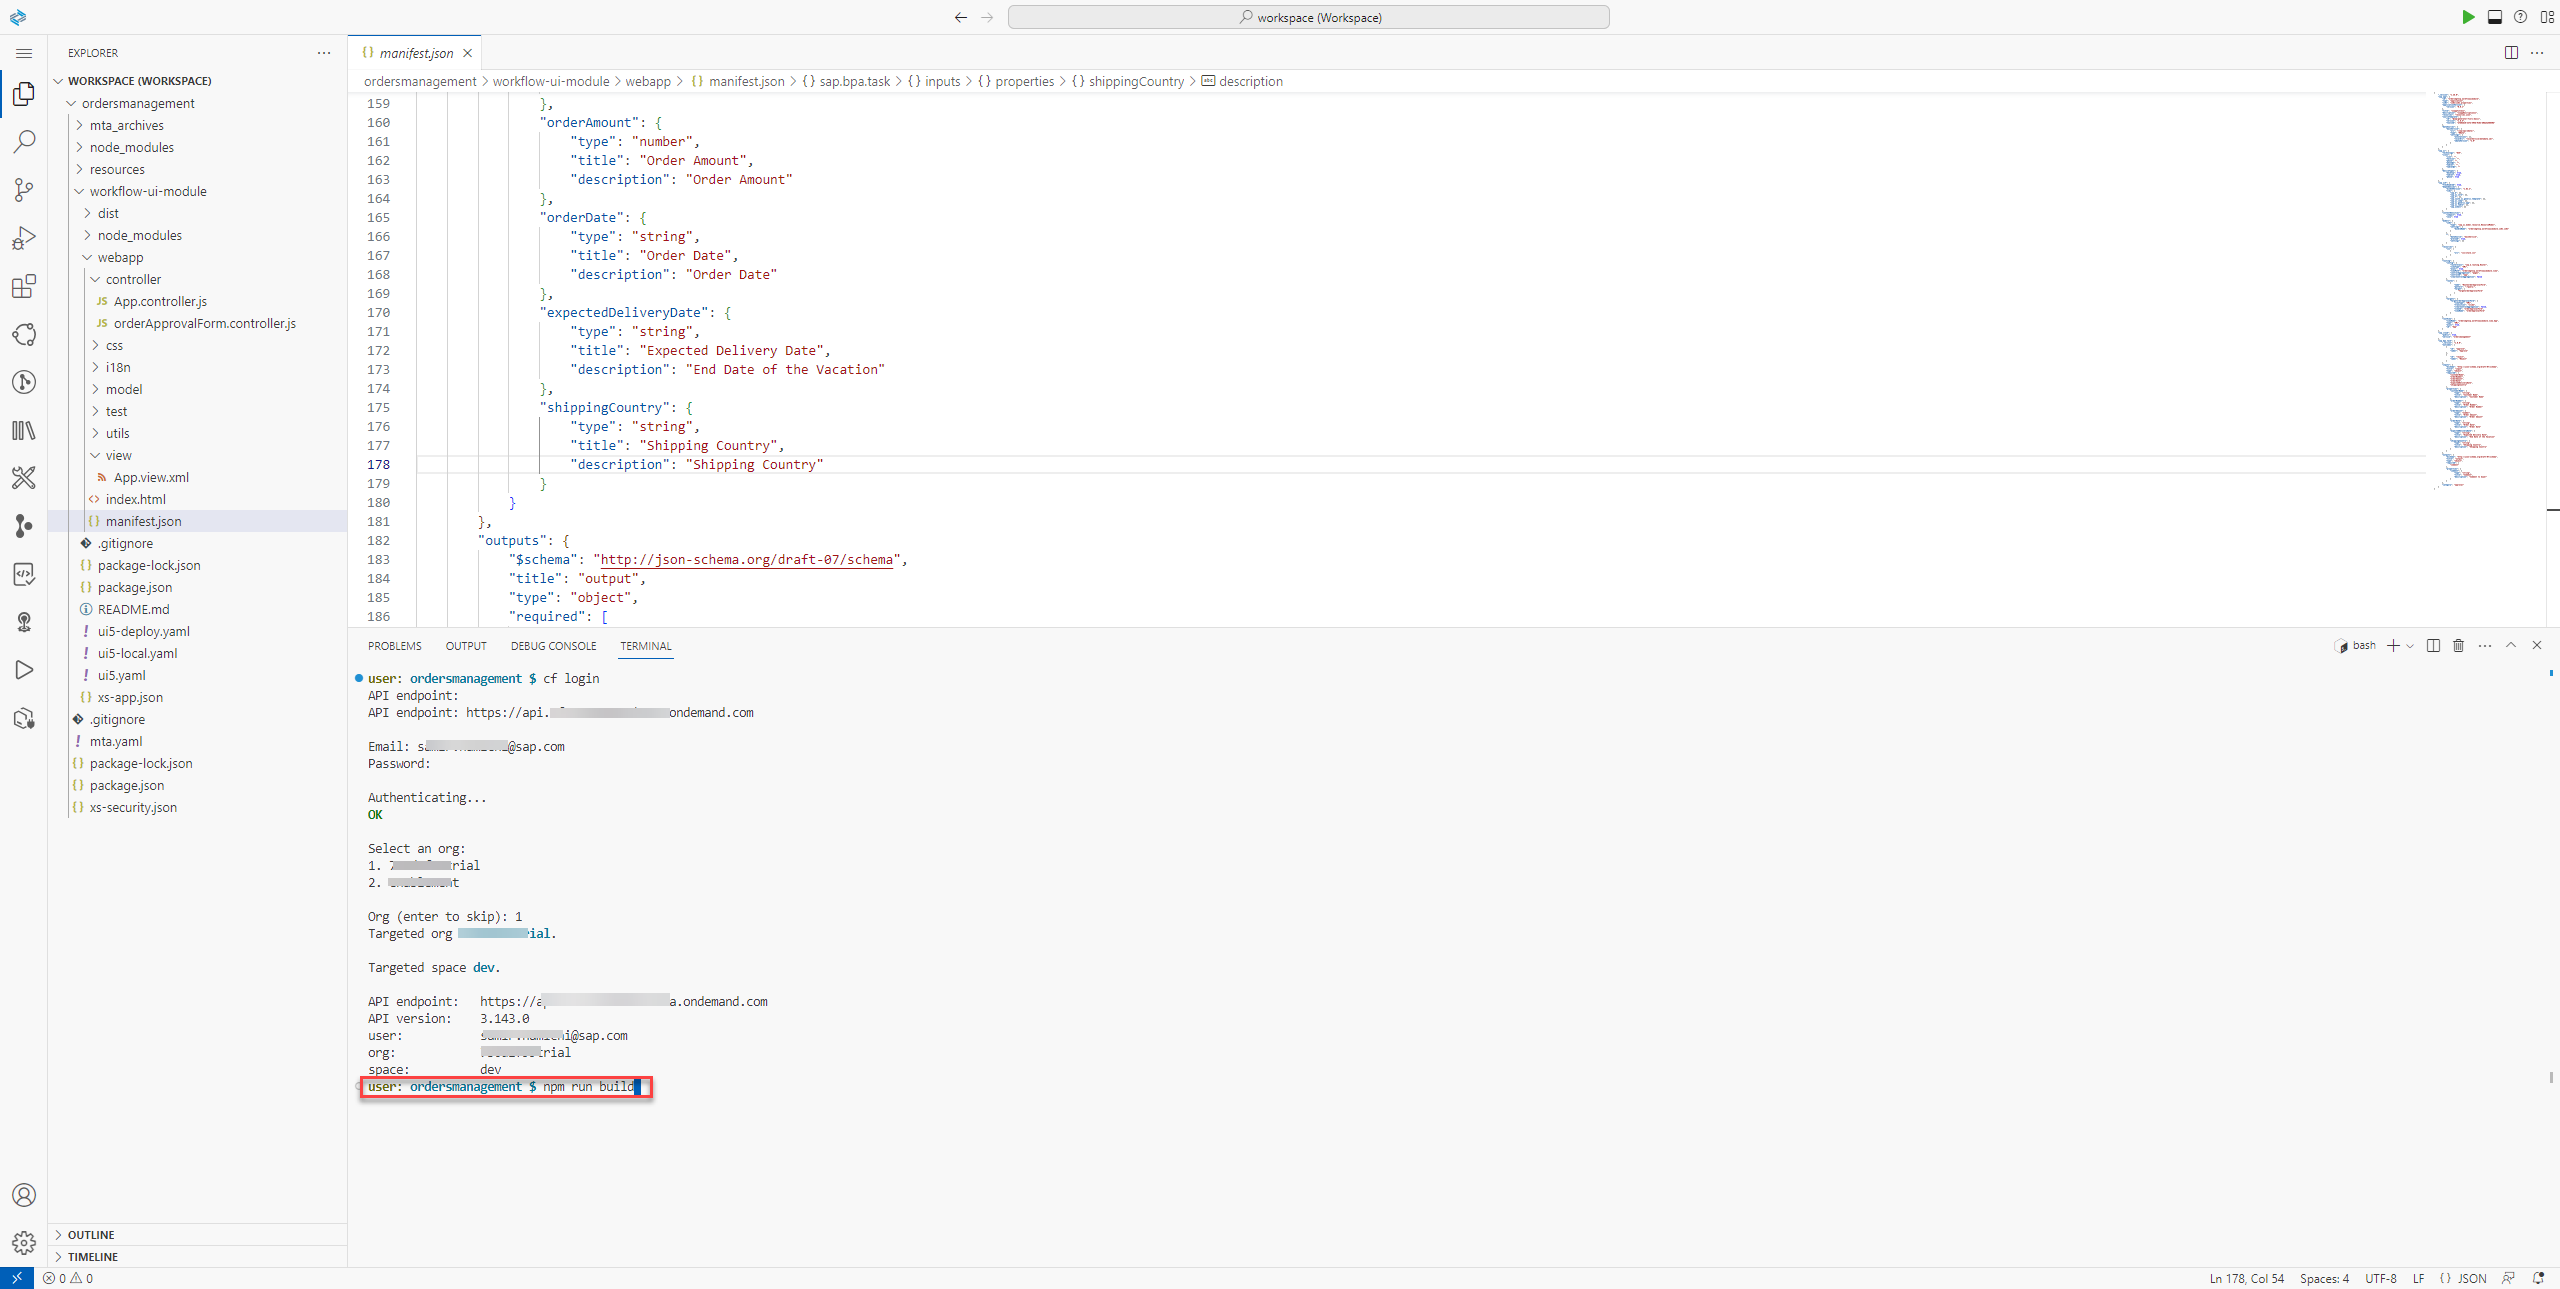 workspace (Workspace)
EXPLORER
WORKSPACE (WORKSPACE)
ordersmanagement
mta_archives
node_modules
resources
workflow-ui-module
dist
node_modules
webapp
controller
JS App.controller.js
JS orderApprovalForm.controller.js
css
i18n
model
test
utils
view
App.view.xml
<> index.html
{} manifest.json
.gitignore
{} package-lock.json
{} package.json
README.md
! ui5-deploy.yaml
! ui5-local.yaml
! ui5.yaml
{} xs-app.json
.gitignore
! mta.yaml
{} package-lock.json
{} package.json
{} xs-security.json
OUTLINE
TIMELINE
{} manifest.json
ordersmanagement > workflow-ui-module > webapp > {} manifest.json > {} sap.bpa.task > {} inputs > {} properties > {} shippingCountry > abc description
159 },
160 "orderAmount": {
161 "type": "number",
162 "title": "Order Amount",
163 "description": "Order Amount"
164 },
165 "orderDate": {
166 "type": "string",
167 "title": "Order Date",
168 "description": "Order Date"
169 },
170 "expectedDeliveryDate": {
171 "type": "string",
172 "title": "Expected Delivery Date",
173 "description": "End Date of the Vacation"
174 },
175 "shippingCountry": {
176 "type": "string",
177 "title": "Shipping Country",
178 "description": "Shipping Country"
179 }
180 }
181 },
182 "outputs": {
183 "$schema": "http://json-schema.org/draft-07/schema",
184 "title": "output",
185 "type": "object",
186 "required": [
PROBLEMS OUTPUT DEBUG CONSOLE TERMINAL
bash
user: ordersmanagement $ cf login
API endpoint:
API endpoint: https://api. ondemand.com
Email: @sap.com
Password:
Authenticating...
OK
Select an org:
1. rial
2.
Org (enter to skip): 1
Targeted org ial.
Targeted space dev.
API endpoint: https:// a.ondemand.com
API version: 3.143.0
user: @sap.com
org: trial
space: dev
user: ordersmanagement $ npm run build
0 0
Ln 178, Col 54 Spaces: 4 UTF-8 LF {} JSON